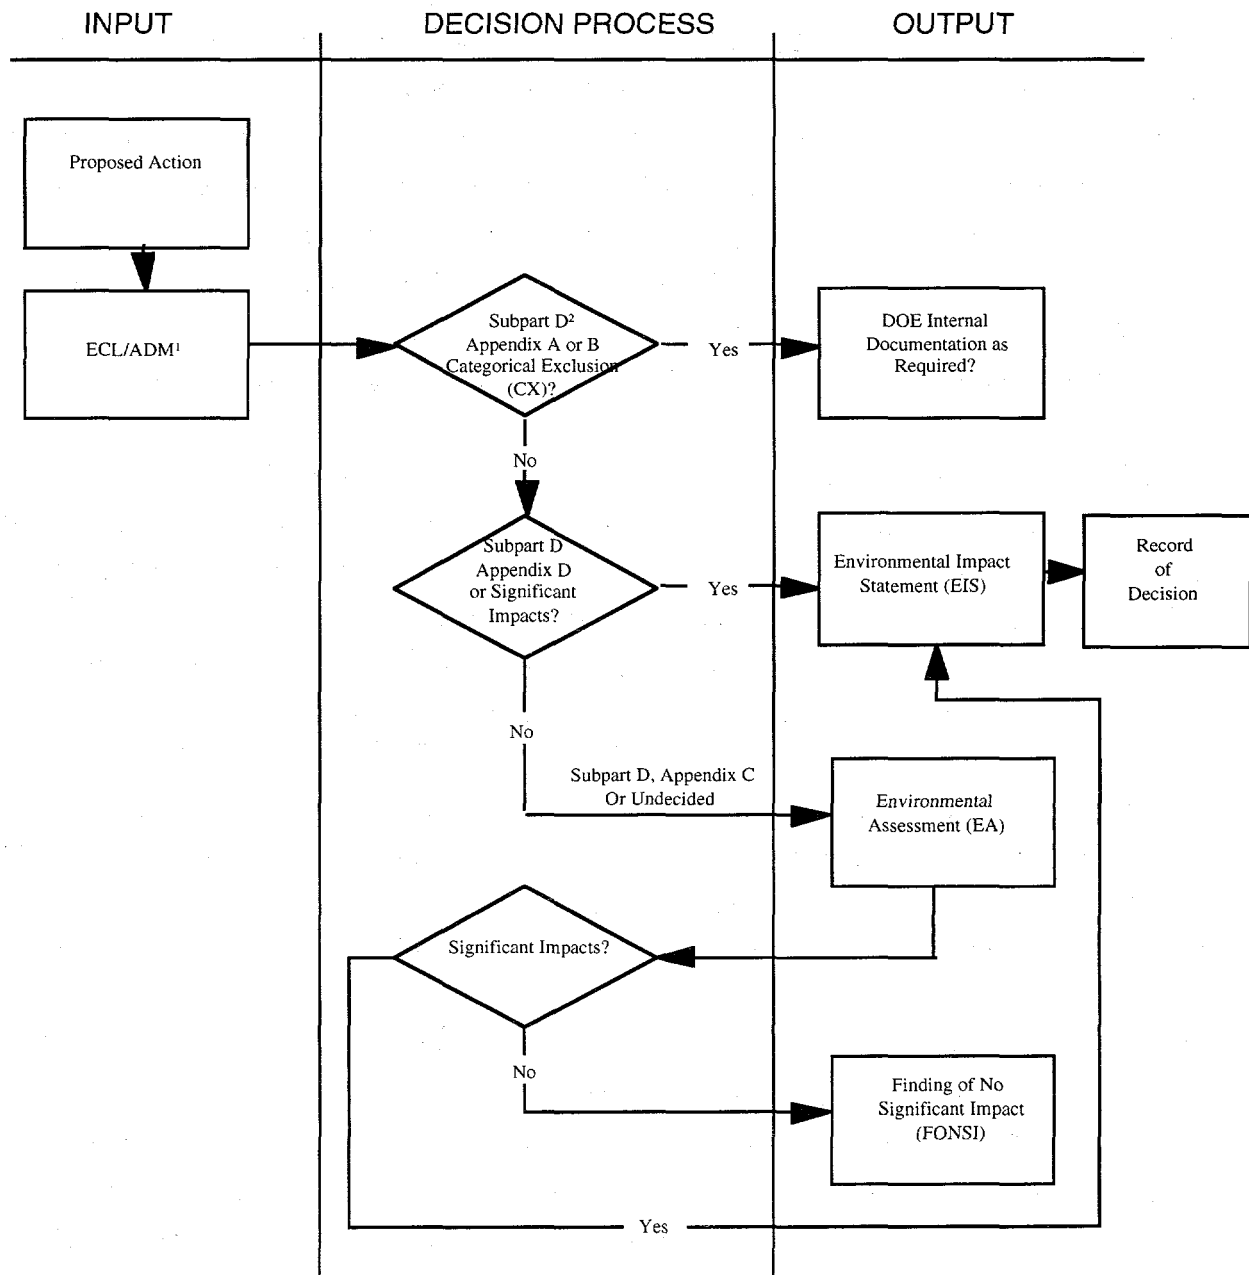 INPUT
DECISION PROCESS
OUTPUT
Proposed Action
ECL/ADM¹
Subpart D²
Appendix A or B
Categorical Exclusion
(CX)?
Yes
DOE Internal
Documentation as
Required?
No
Subpart D
Appendix D
or Significant
Impacts?
Yes
Environmental Impact
Statement (EIS)
Record
of
Decision
No
Subpart D, Appendix C
Or Undecided
Environmental
Assessment (EA)
Significant Impacts?
No
Finding of No
Significant Impact
(FONSI)
Yes